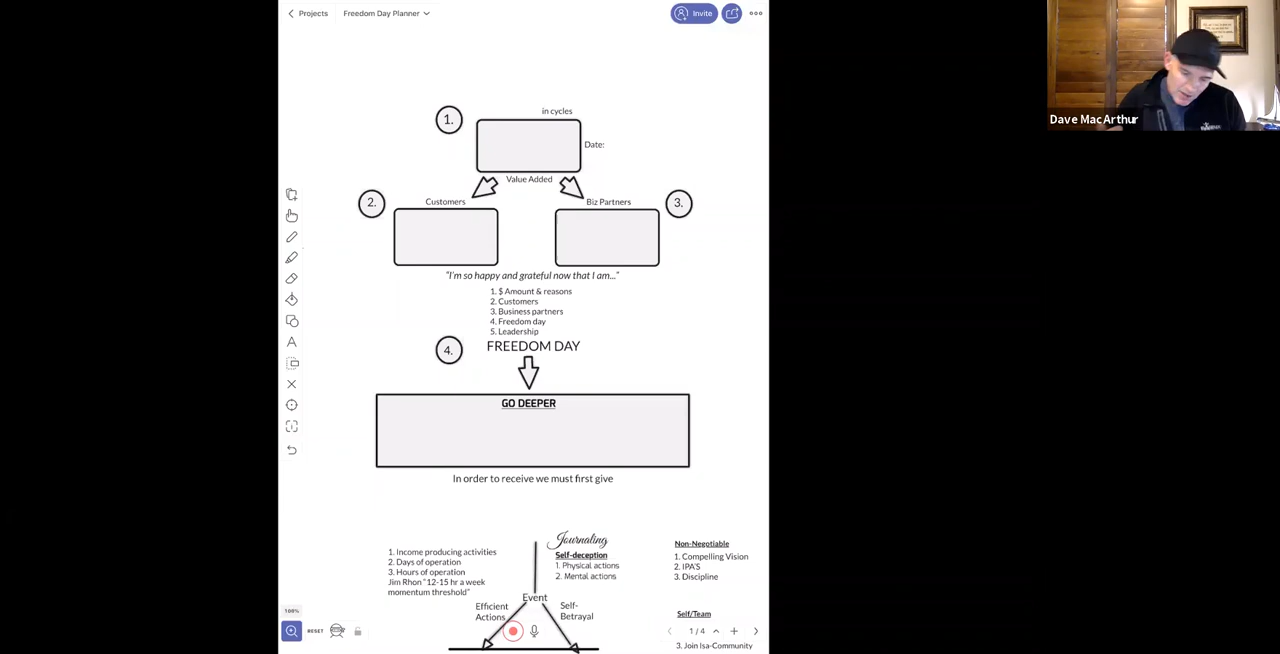 Projects
Freedom Day Planner
Invite
in cycles
1.
Date:
Value Added
2.
Customers
Biz Partners
3.
"I'm so happy and grateful now that I am..."
1. $ Amount & reasons
2. Customers
3. Business partners
4. Freedom day
5. Leadership
4.
FREEDOM DAY
GO DEEPER
In order to receive we must first give
Journaling
Self-deception
1. Physical actions
2. Mental actions
1. Income producing activities
2. Days of operation
3. Hours of operation
Jim Rhon "12-15 hr a week
momentum threshold"
Non-Negotiable
1. Compelling Vision
2. IPA'S
3. Discipline
Event
Efficient
Actions
Self-
Betrayal
Self/Team
3. Join Isa-Community
100%
RESET
1 / 4
Dave MacArthur